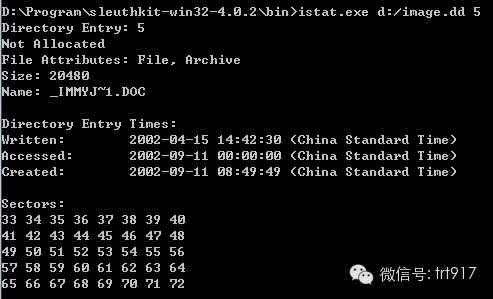 D:\Program\sleuthkit-win32-4.0.2\bin>istat.exe d:/image.dd 5
Directory Entry: 5
Not Allocated
File Attributes: File, Archive
Size: 20480
Name: _IMMYJ~1.DOC
Directory Entry Times:
Written:        2002-04-15 14:42:30 (China Standard Time)
Accessed:       2002-09-11 00:00:00 (China Standard Time)
Created:        2002-09-11 08:49:49 (China Standard Time)
Sectors:
33 34 35 36 37 38 39 40
41 42 43 44 45 46 47 48
49 50 51 52 53 54 55 56
57 58 59 60 61 62 63 64
65 66 67 68 69 70 71 72
微信号: trt917